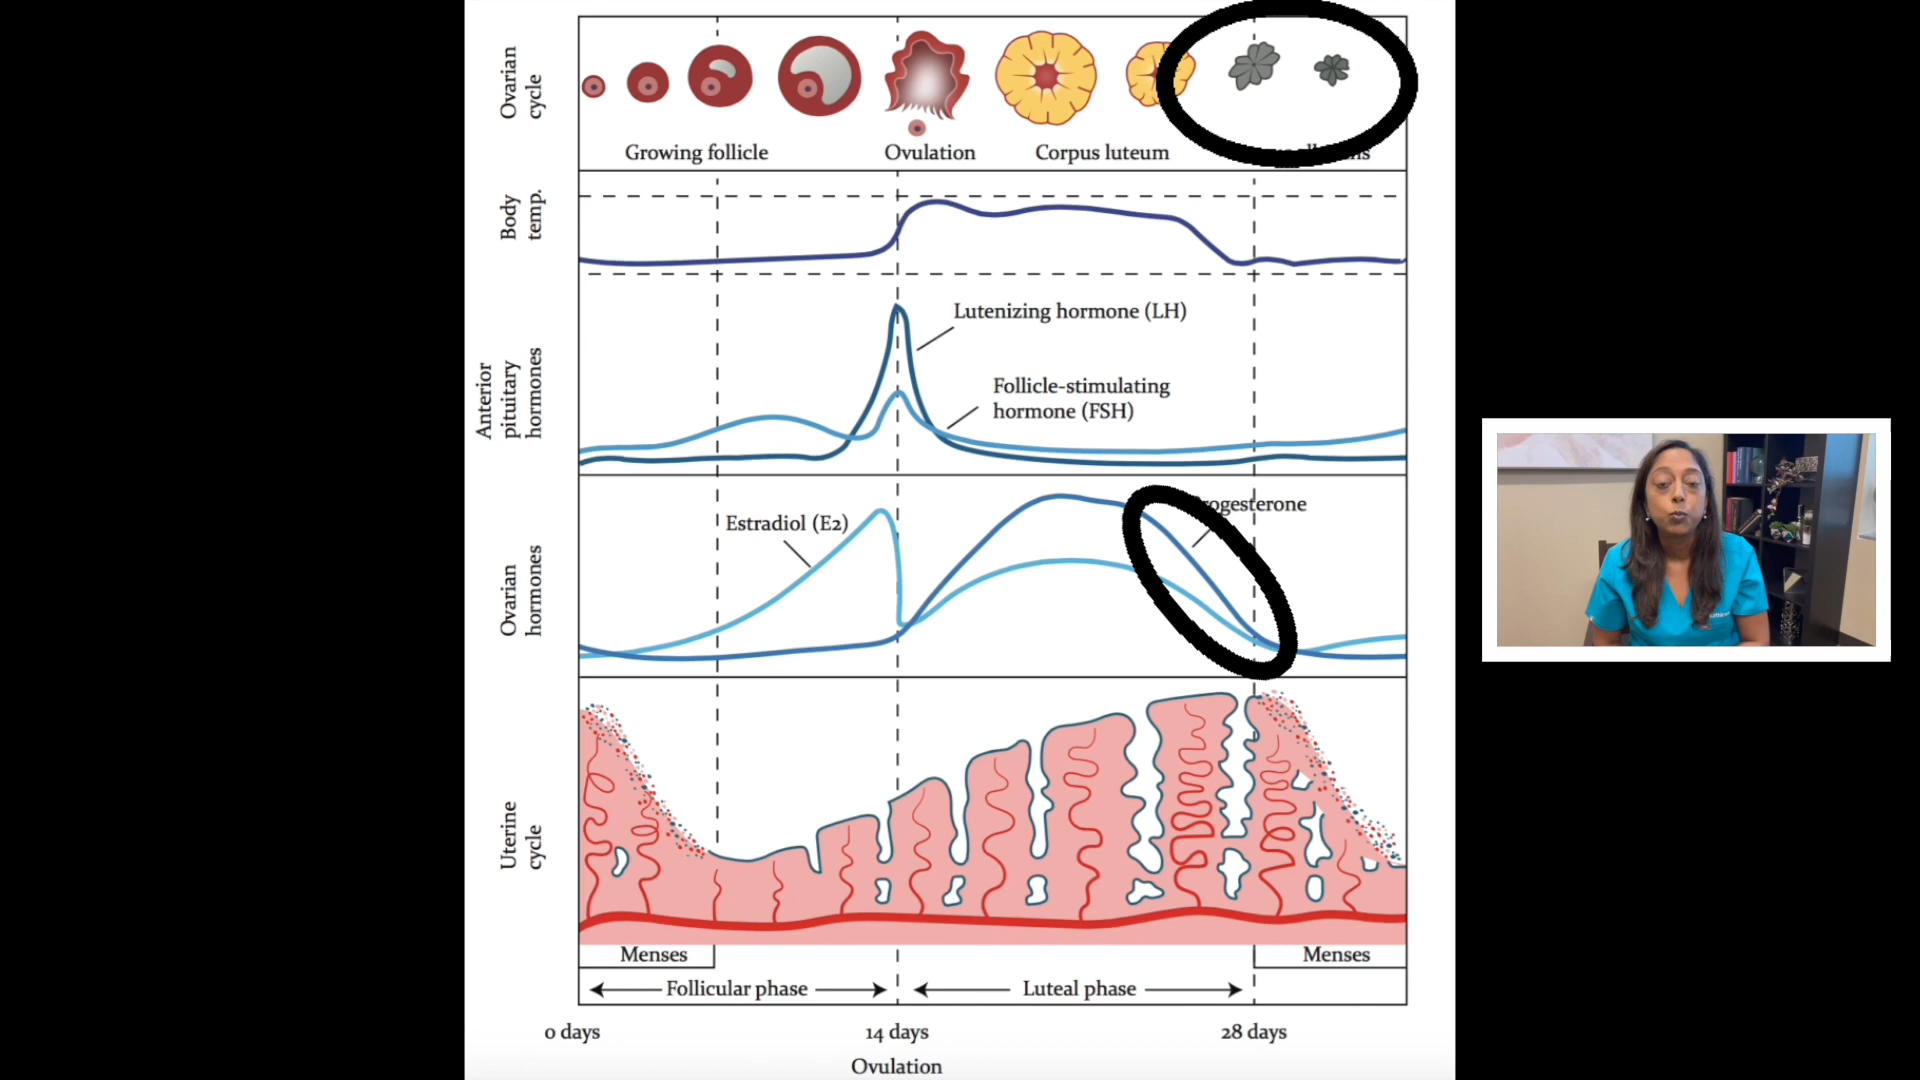 Ovarian
cycle
Growing follicle
Ovulation
Corpus luteum
Body
temp.
Lutenizing hormone (LH)
Anterior
pituitary
hormones
Follicle-stimulating
hormone (FSH)
Estradiol (E2)
rogesterone
Ovarian
hormones
Uterine
cycle
Menses
Menses
Follicular phase
Luteal phase
0 days
14 days
28 days
Ovulation